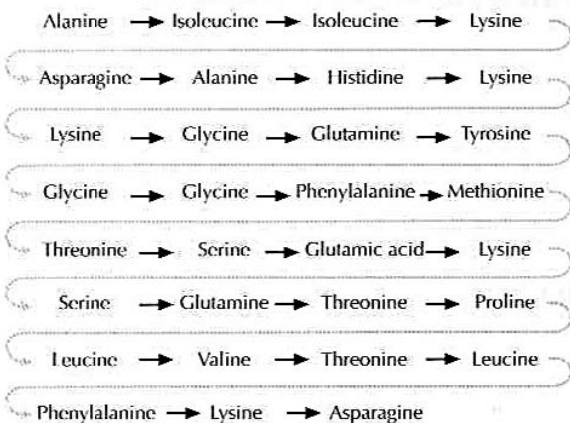 Alanine → Isoleucine → Isoleucine → Lysine
Asparagine → Alanine → Histidine → Lysine
Lysine → Glycine → Glutamine → Tyrosine
Glycine → Glycine → Phenylalanine → Methionine
Threonine → Serine → Glutamic acid → Lysine
Serine → Glutamine → Threonine → Proline
Leucine → Valine → Threonine → Leucine
Phenylalanine → Lysine → Asparagine